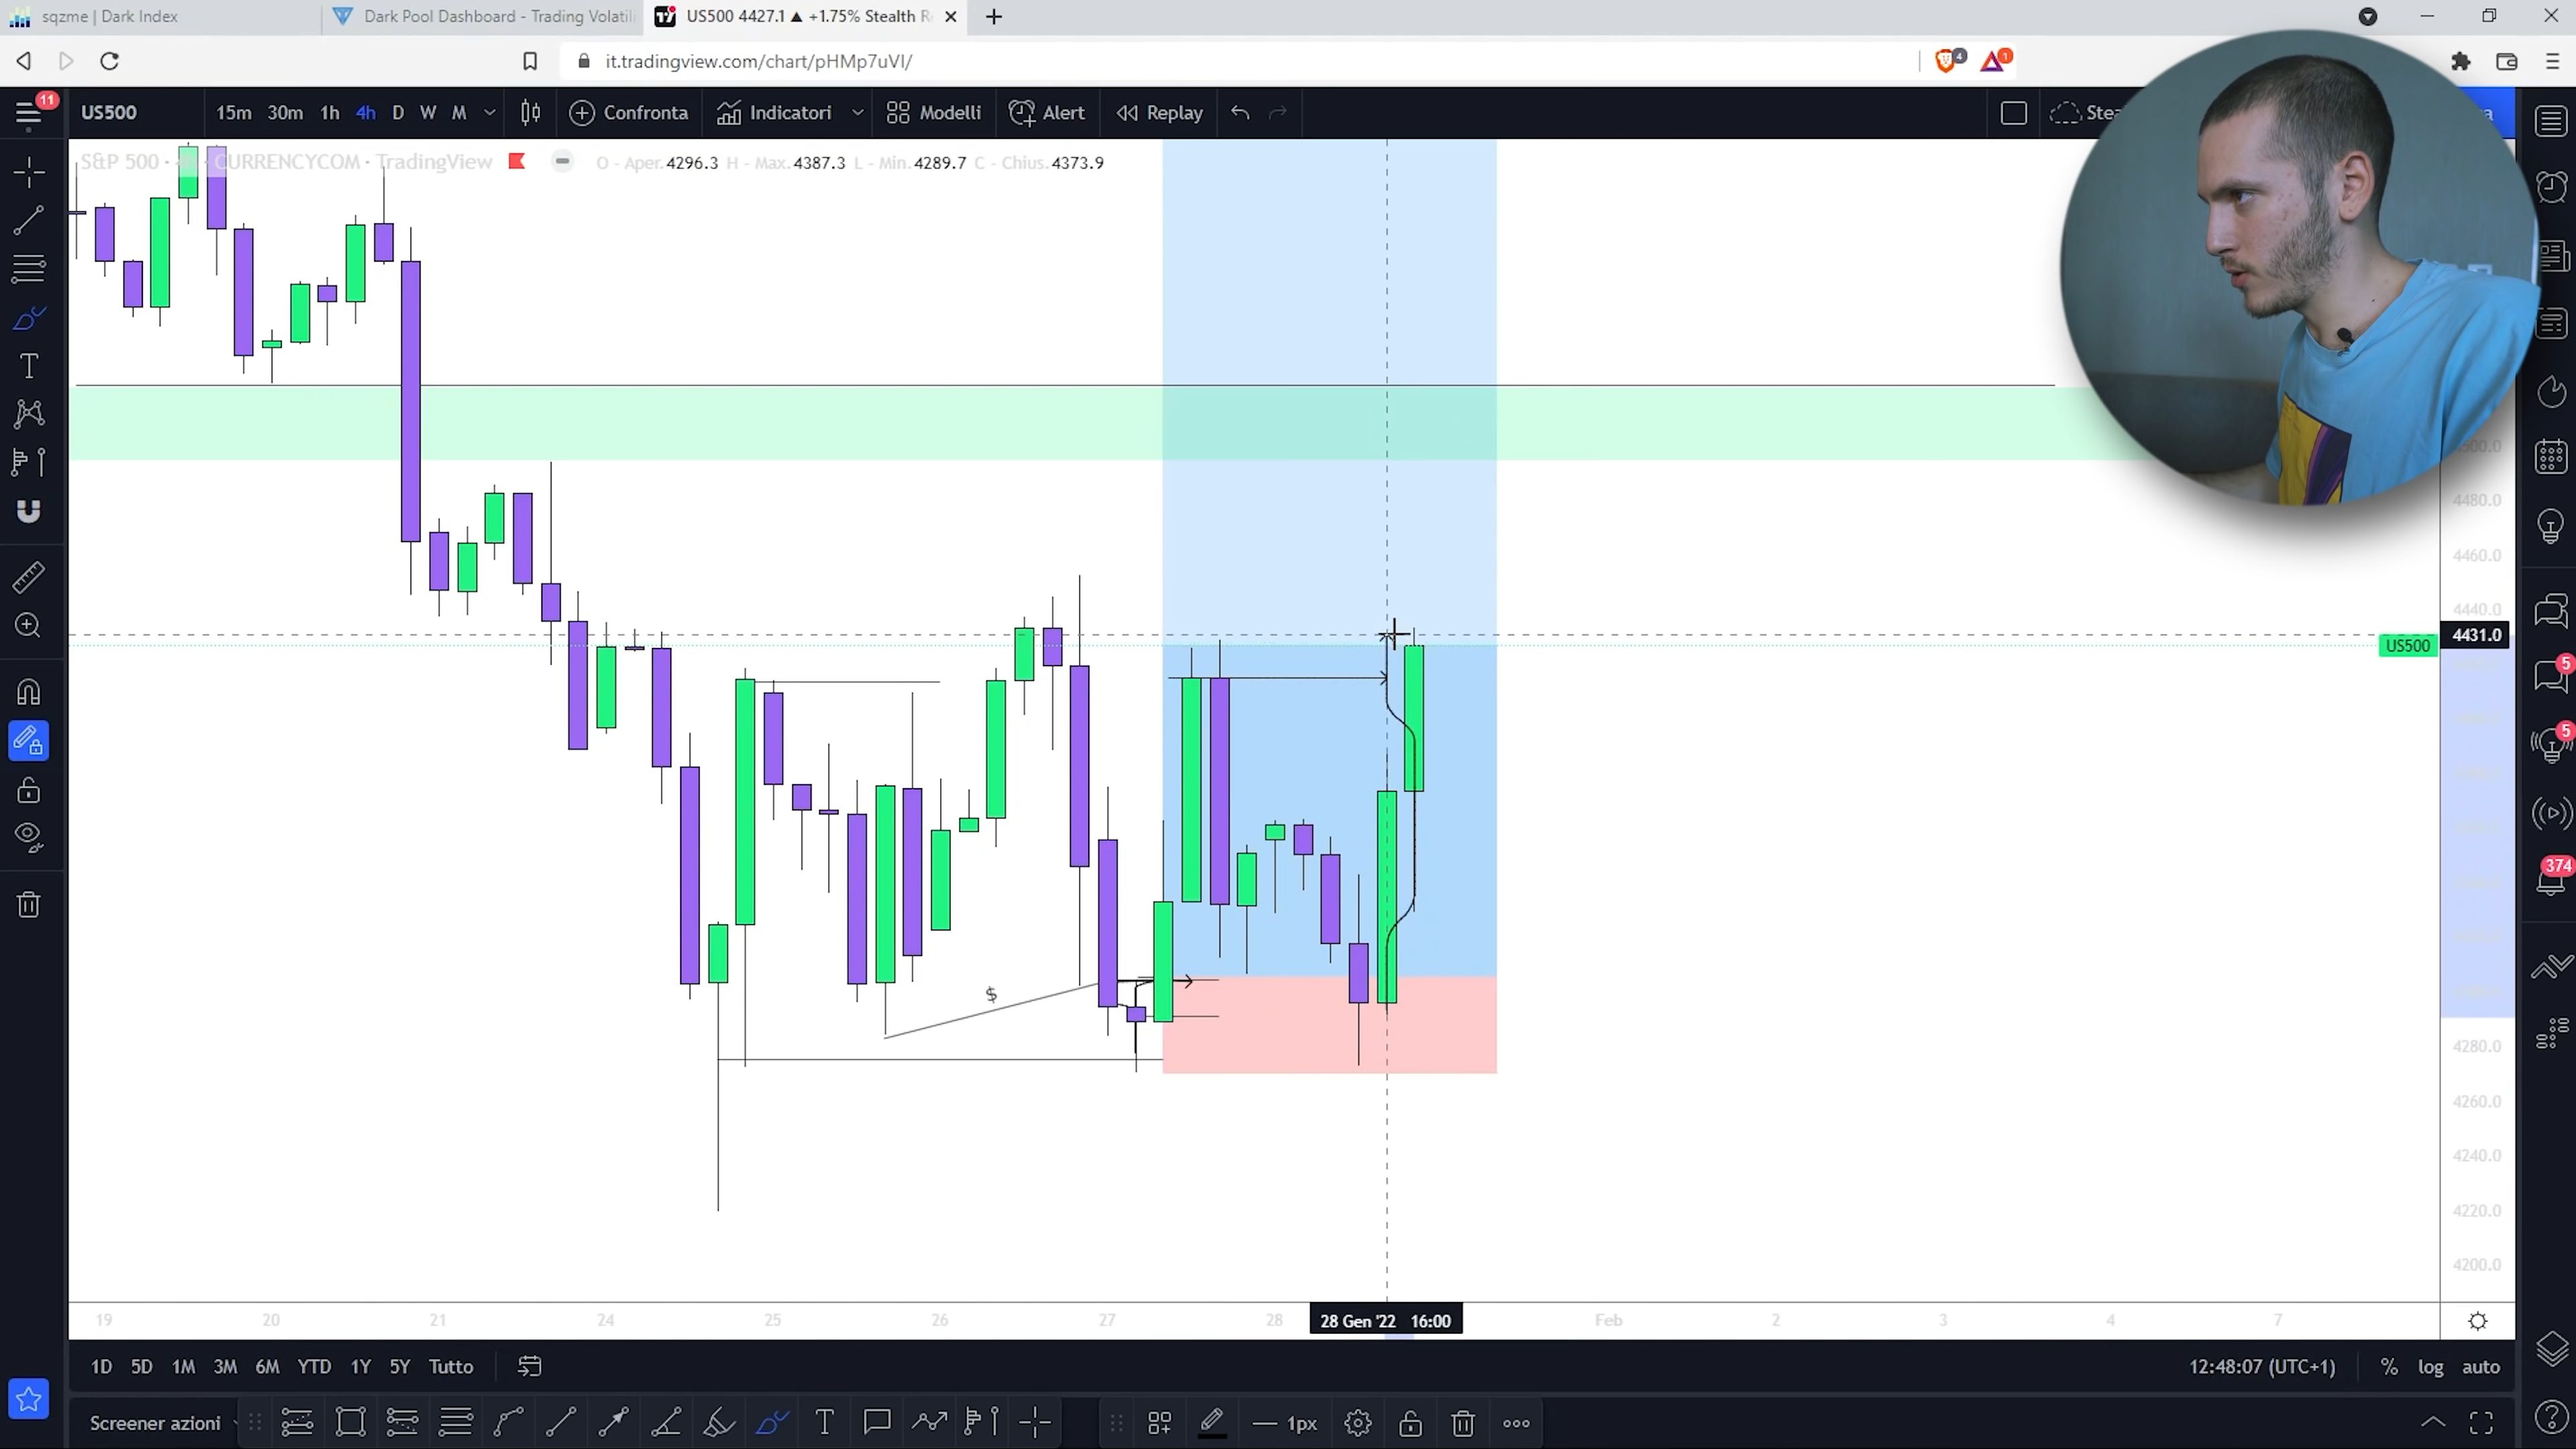 sqzme | Dark Index
Dark Pool Dashboard - Trading Volatili
US500 4427.1 ▲ +1.75% Stealth R
it.tradingview.com/chart/pHMp7uVI/
4
1
11
US500
15m 30m 1h 4h D W M
Confronta
Indicatori
Modelli
Alert
Replay
S&P 500 · CURRENCYCOM · TradingView
O - Aper. 4296.3 H - Max. 4387.3 L - Min. 4289.7 C - Chius. 4373.9
4480.0
4460.0
4440.0
US500
4431.0
5
5
374
$
4280.0
4260.0
4240.0
4220.0
4200.0
19 20 21 24 25 26 27 28
28 Gen '22 16:00
Feb 2 3 4 7
1D 5D 1M 3M 6M YTD 1Y 5Y Tutto
12:48:07 (UTC+1)
% log auto
Screener azioni
T
1px